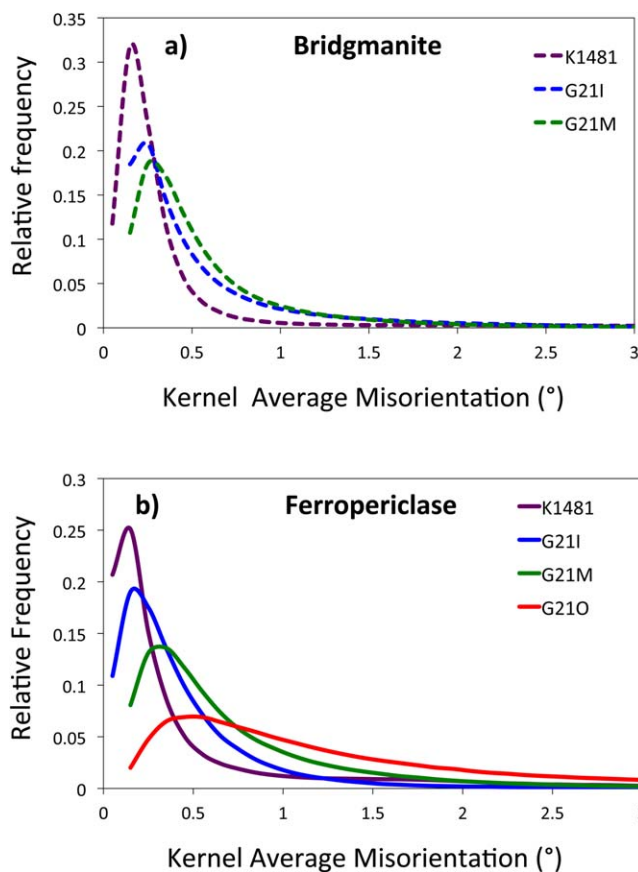 a) Bridgmanite
K1481
G21I
G21M
Relative frequency
0.35
0.3
0.25
0.2
0.15
0.1
0.05
0
0 0.5 1 1.5 2 2.5 3
Kernel Average Misorientation (°)
b) Ferropericlase
K1481
G21I
G21M
G21O
Relative Frequency
0.3
0.25
0.2
0.15
0.1
0.05
0
0 0.5 1 1.5 2 2.5
Kernel Average Misorientation (°)